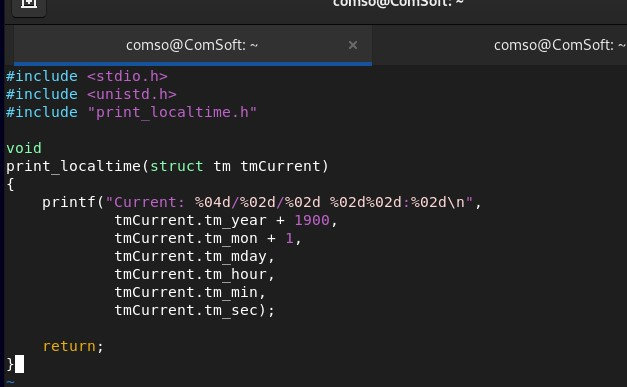 comso@ComSoft: ~
comso@ComSoft: ~ × comso@ComSoft: ~
#include <stdio.h>
#include <unistd.h>
#include "print_localtime.h"

void
print_localtime(struct tm tmCurrent)
{
    printf("Current: %04d/%02d/%02d %02d%02d:%02d\n",
            tmCurrent.tm_year + 1900,
            tmCurrent.tm_mon + 1,
            tmCurrent.tm_mday,
            tmCurrent.tm_hour,
            tmCurrent.tm_min,
            tmCurrent.tm_sec);

    return;
}
~